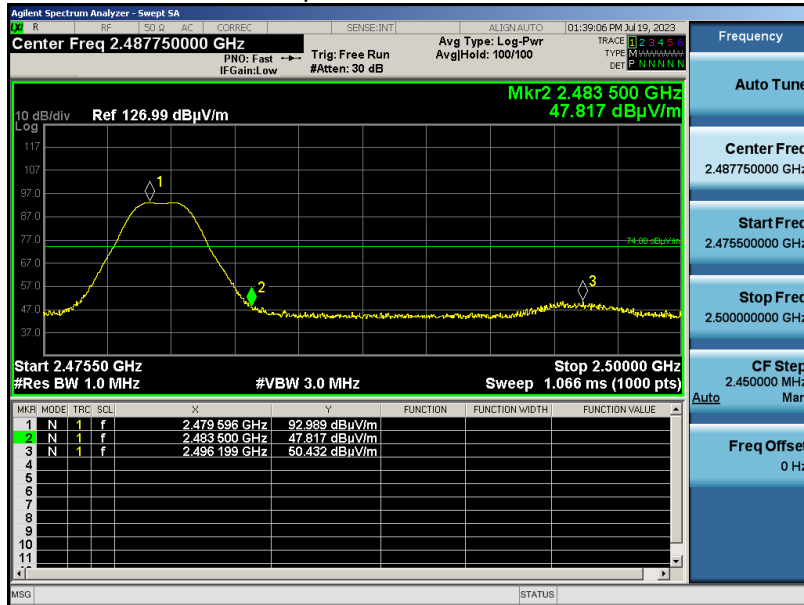 Agilent Spectrum Analyzer - Swept SA
LXI R RF 50 Ω AC CORREC SENSE:INT ALIGN AUTO 01:39:06 PM Jul 19, 2023
Center Freq 2.487750000 GHz
PNO: Fast
IFGain:Low
Trig: Free Run
#Atten: 30 dB
Avg Type: Log-Pwr
Avg|Hold: 100/100
TRACE 1 2 3 4 5 6
TYPE M
DET P N N N N N
Mkr2 2.483 500 GHz
47.817 dBµV/m
10 dB/div Ref 126.99 dBµV/m
Log
117
107
97.0
87.0
77.0
67.0
57.0
47.0
37.0
1
2
3
74.00 dBµV/m
Start 2.47550 GHz Stop 2.50000 GHz
#Res BW 1.0 MHz #VBW 3.0 MHz Sweep 1.066 ms (1000 pts)
MKR MODE TRC SCL X Y FUNCTION FUNCTION WIDTH FUNCTION VALUE
1 N 1 f 2.479 596 GHz 92.989 dBµV/m
2 N 1 f 2.483 500 GHz 47.817 dBµV/m
3 N 1 f 2.496 199 GHz 50.432 dBµV/m
4
5
6
7
8
9
10
11
MSG STATUS
Frequency
Auto Tune
Center Freq
2.487750000 GHz
Start Freq
2.475500000 GHz
Stop Freq
2.500000000 GHz
CF Step
2.450000 MHz
Auto Man
Freq Offset
0 Hz